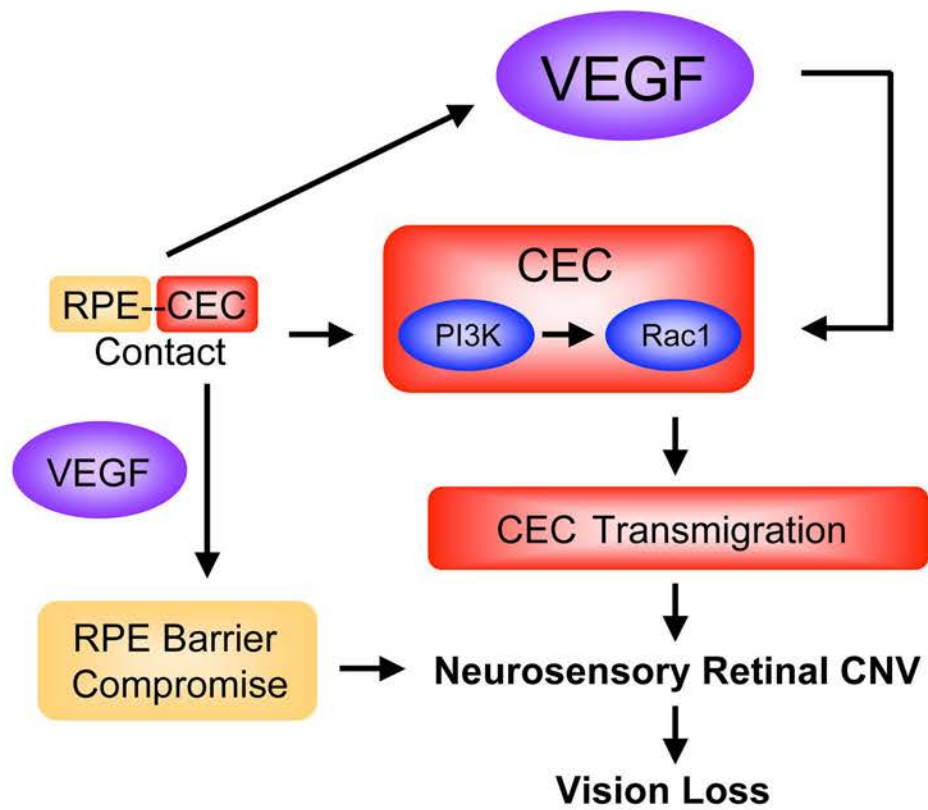 VEGF
CEC
PI3K
Rac1
RPE--CEC
Contact
VEGF
CEC Transmigration
RPE Barrier
Compromise
Neurosensory Retinal CNV
Vision Loss